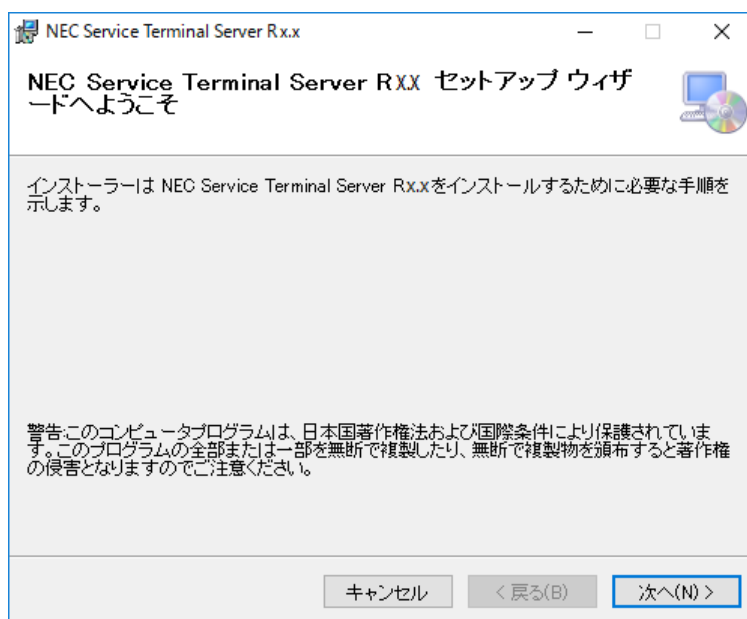 NEC Service Terminal Server Rx.x
NEC Service Terminal Server RX.X セットアップ ウィザ
ードへようこそ
インストーラーは NEC Service Terminal Server Rx.xをインストールするために必要な手順を
示します。
警告:このコンピュータプログラムは、日本国著作権法および国際条件により保護されていま
す。このプログラムの全部または一部を無断で複製したり、無断で複製物を頒布すると著作権
の侵害となりますのでご注意ください。
キャンセル
< 戻る(B)
次へ(N) >